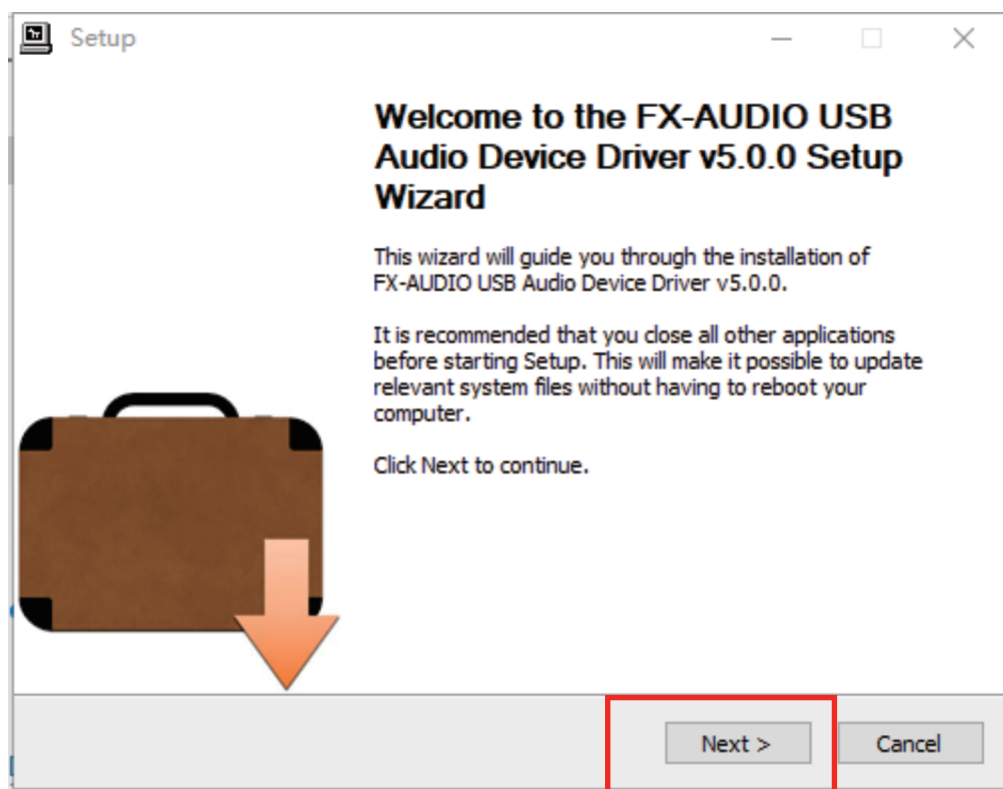 Setup
Welcome to the FX-AUDIO USB
Audio Device Driver v5.0.0 Setup
Wizard
This wizard will guide you through the installation of
FX-AUDIO USB Audio Device Driver v5.0.0.
It is recommended that you close all other applications
before starting Setup. This will make it possible to update
relevant system files without having to reboot your
computer.
Click Next to continue.
Next >
Cancel